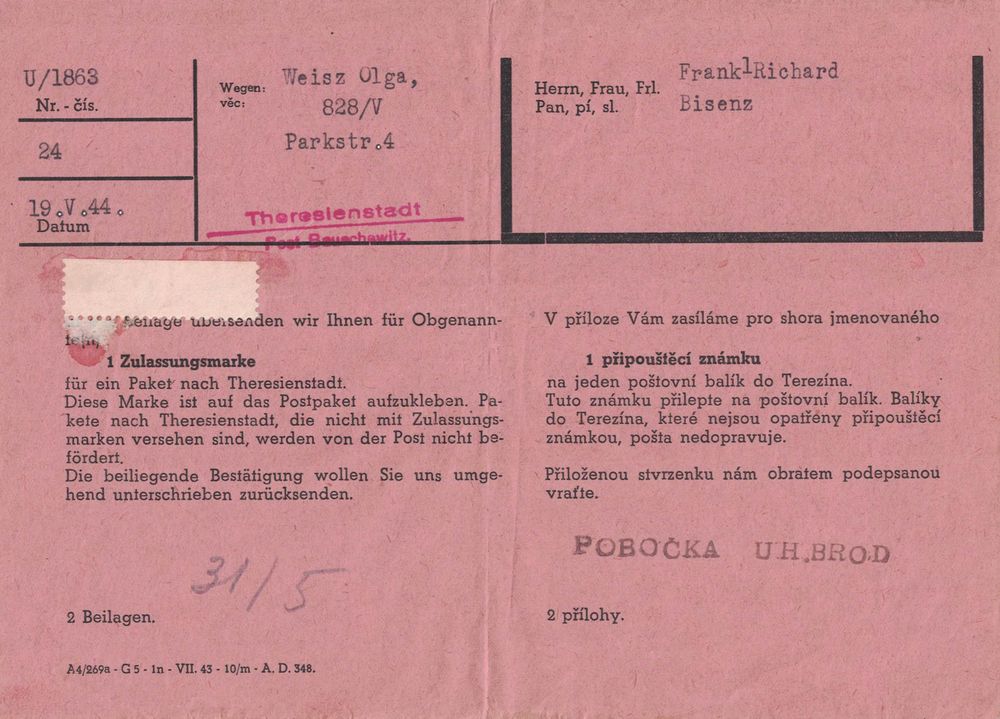 U/1863
Nr. - čís.
24
19.V.44.
Datum
Wegen:
věc:
Weisz Olga,
828/V
Parkstr.4
Theresienstadt
Post Bauschawitz.
Herrn, Frau, Frl.
Pan, pí, sl.
FranklRichard
Bisenz
übersenden wir Ihnen für Obgenann-
1 Zulassungsmarke
für ein Paket nach Theresienstadt.
Diese Marke ist auf das Postpaket aufzukleben. Pa-
kete nach Theresienstadt, die nicht mit Zulassungs-
marken versehen sind, werden von der Post nicht be-
fördert.
Die beiliegende Bestätigung wollen Sie uns umge-
hend unterschrieben zurücksenden.
31/5
2 Beilagen.
A4/269a - G 5 - 1n - VII. 43 - 10/m - A. D. 348.
V příloze Vám zasíláme pro shora jmenovaného
1 připouštěcí známku
na jeden poštovní balík do Terezína.
Tuto známku přilepte na poštovní balík. Balíky
do Terezína, které nejsou opatřeny připouštěcí
známkou, pošta nedopravuje.
Přiloženou stvrzenku nám obratem podepsanou
vraťte.
POBOČKA UH.BROD
2 přílohy.